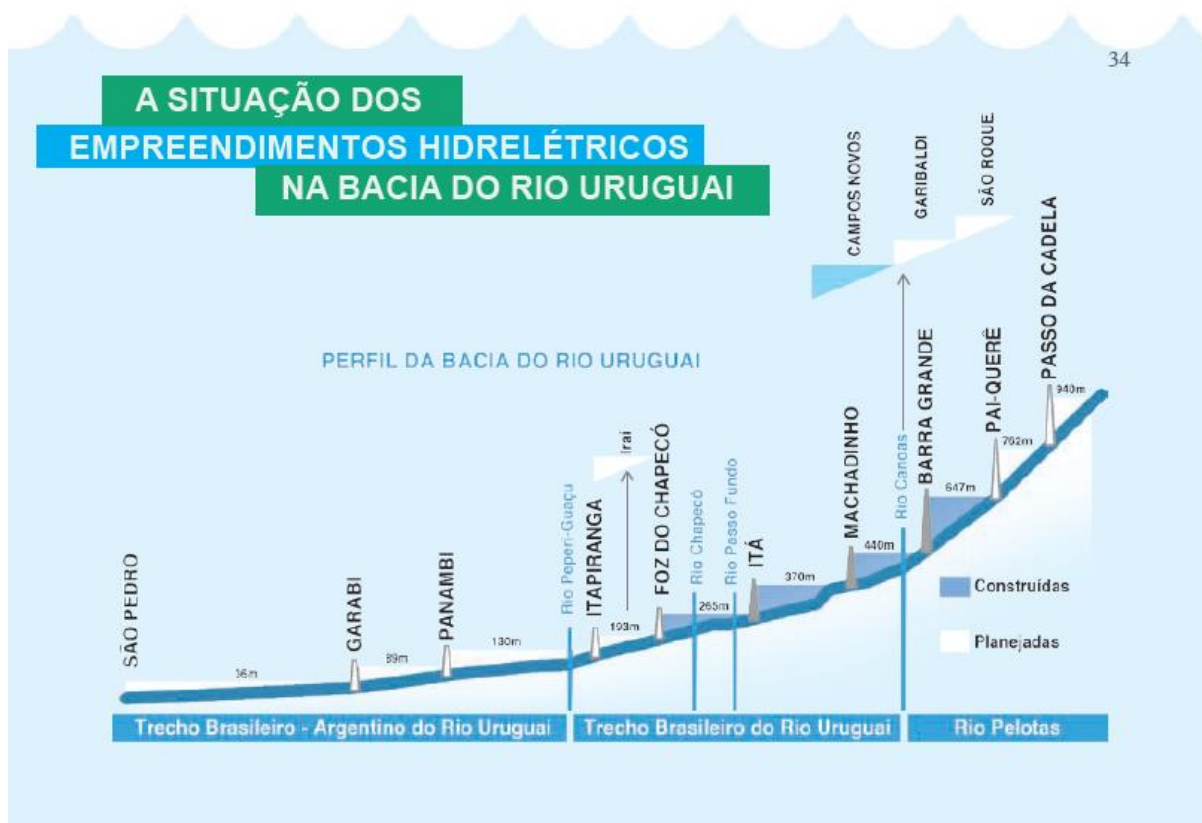 34
A SITUAÇÃO DOS
EMPREENDIMENTOS HIDRELÉTRICOS
NA BACIA DO RIO URUGUAI
CAMPOS NOVOS
GARIBALDI
SÃO ROQUE
PERFIL DA BACIA DO RIO URUGUAI
SÃO PEDRO
36m
GARABI
89m
PANAMBI
130m
Rio Peperi-Guaçu
ITAPIRANGA
193m
Iraí
FOZ DO CHAPECÓ
Rio Chapecó
265m
Rio Passo Fundo
ITÁ
370m
MACHADINHO
440m
Rio Canoas
BARRA GRANDE
647m
PAI-QUERÊ
762m
PASSO DA CADELA
940m
Construídas
Planejadas
Trecho Brasileiro - Argentino do Rio Uruguai
Trecho Brasileiro do Rio Uruguai
Rio Pelotas